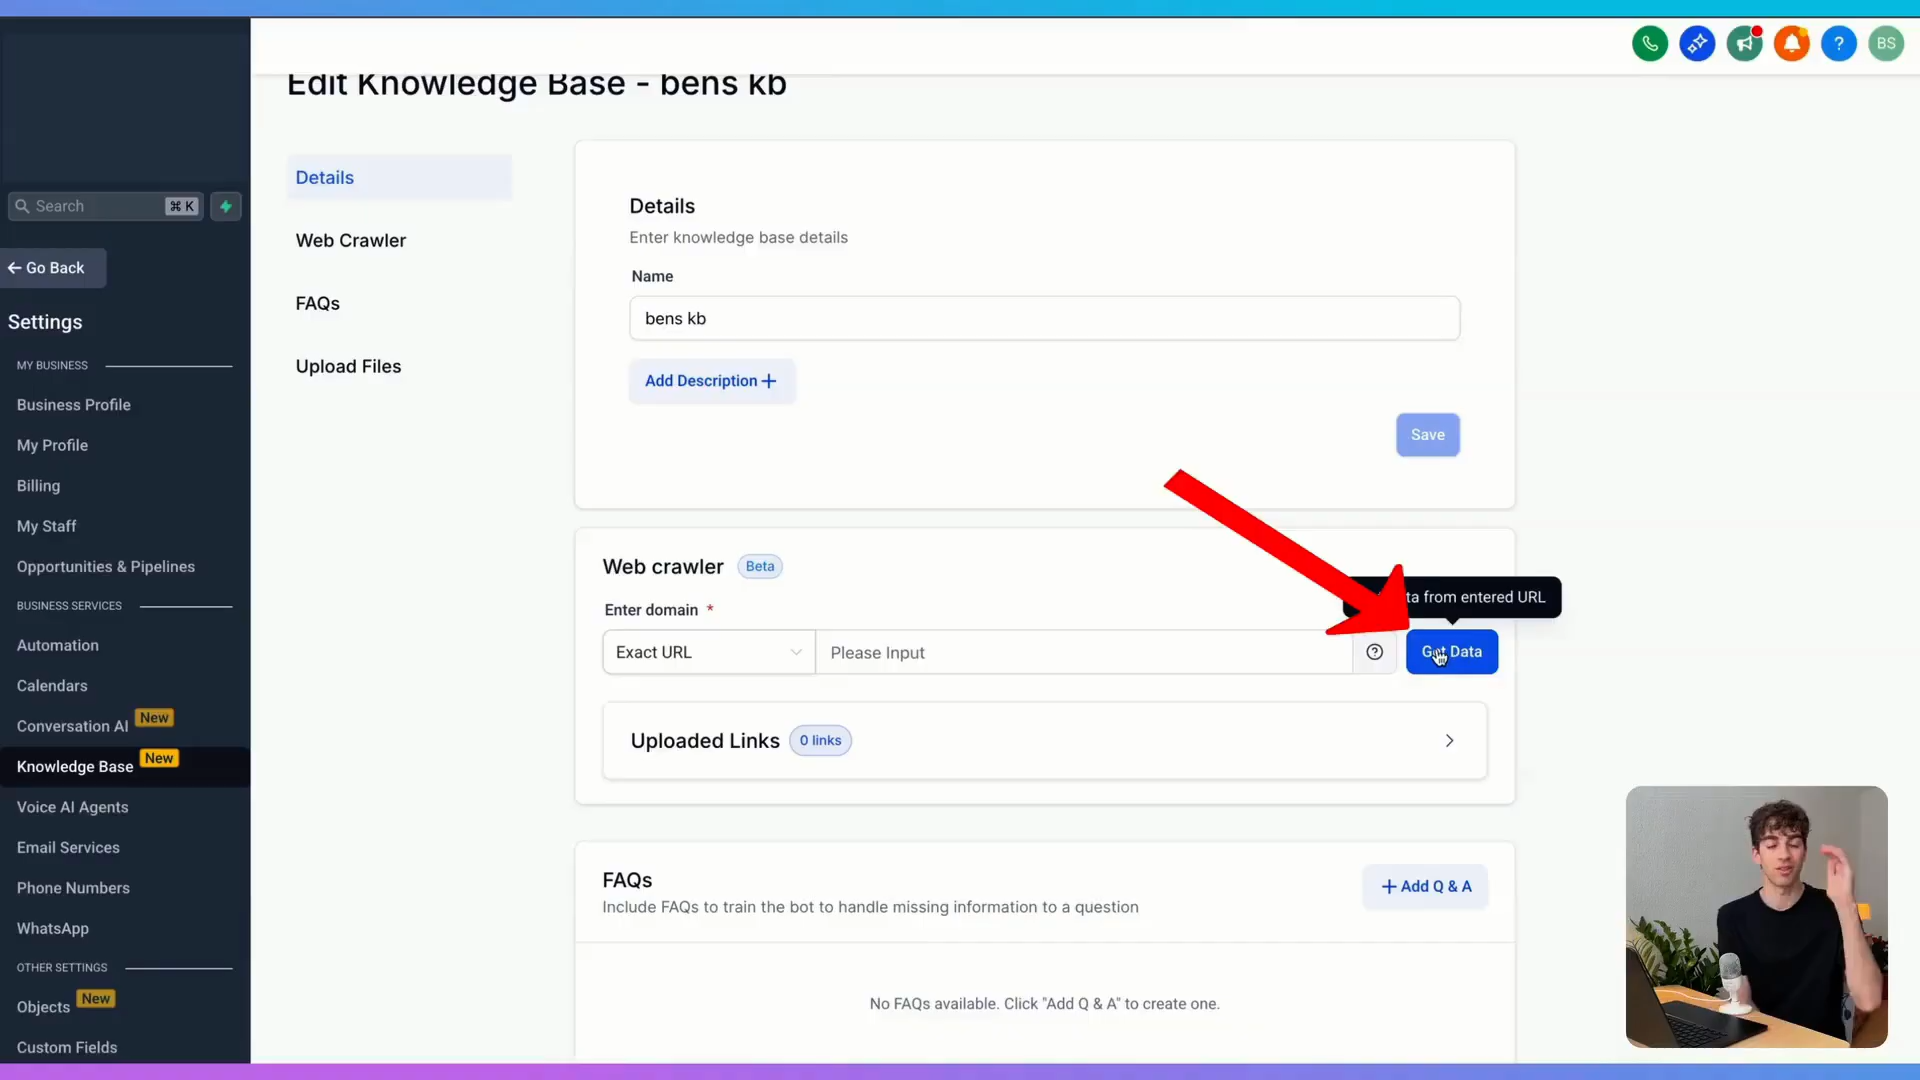 BS
Edit Knowledge Base - bens kb
Search
⌘ K
Go Back
Settings
MY BUSINESS
Business Profile
My Profile
Billing
My Staff
Opportunities & Pipelines
BUSINESS SERVICES
Automation
Calendars
Conversation AI New
Knowledge Base New
Voice AI Agents
Email Services
Phone Numbers
WhatsApp
OTHER SETTINGS
Objects New
Custom Fields
Details
Web Crawler
FAQs
Upload Files
Details
Enter knowledge base details
Name
bens kb
Add Description +
Save
Web crawler Beta
Enter domain *
from entered URL
Exact URL
Please Input
Get Data
Uploaded Links 0 links
FAQs
+ Add Q & A
Include FAQs to train the bot to handle missing information to a question
No FAQs available. Click "Add Q & A" to create one.